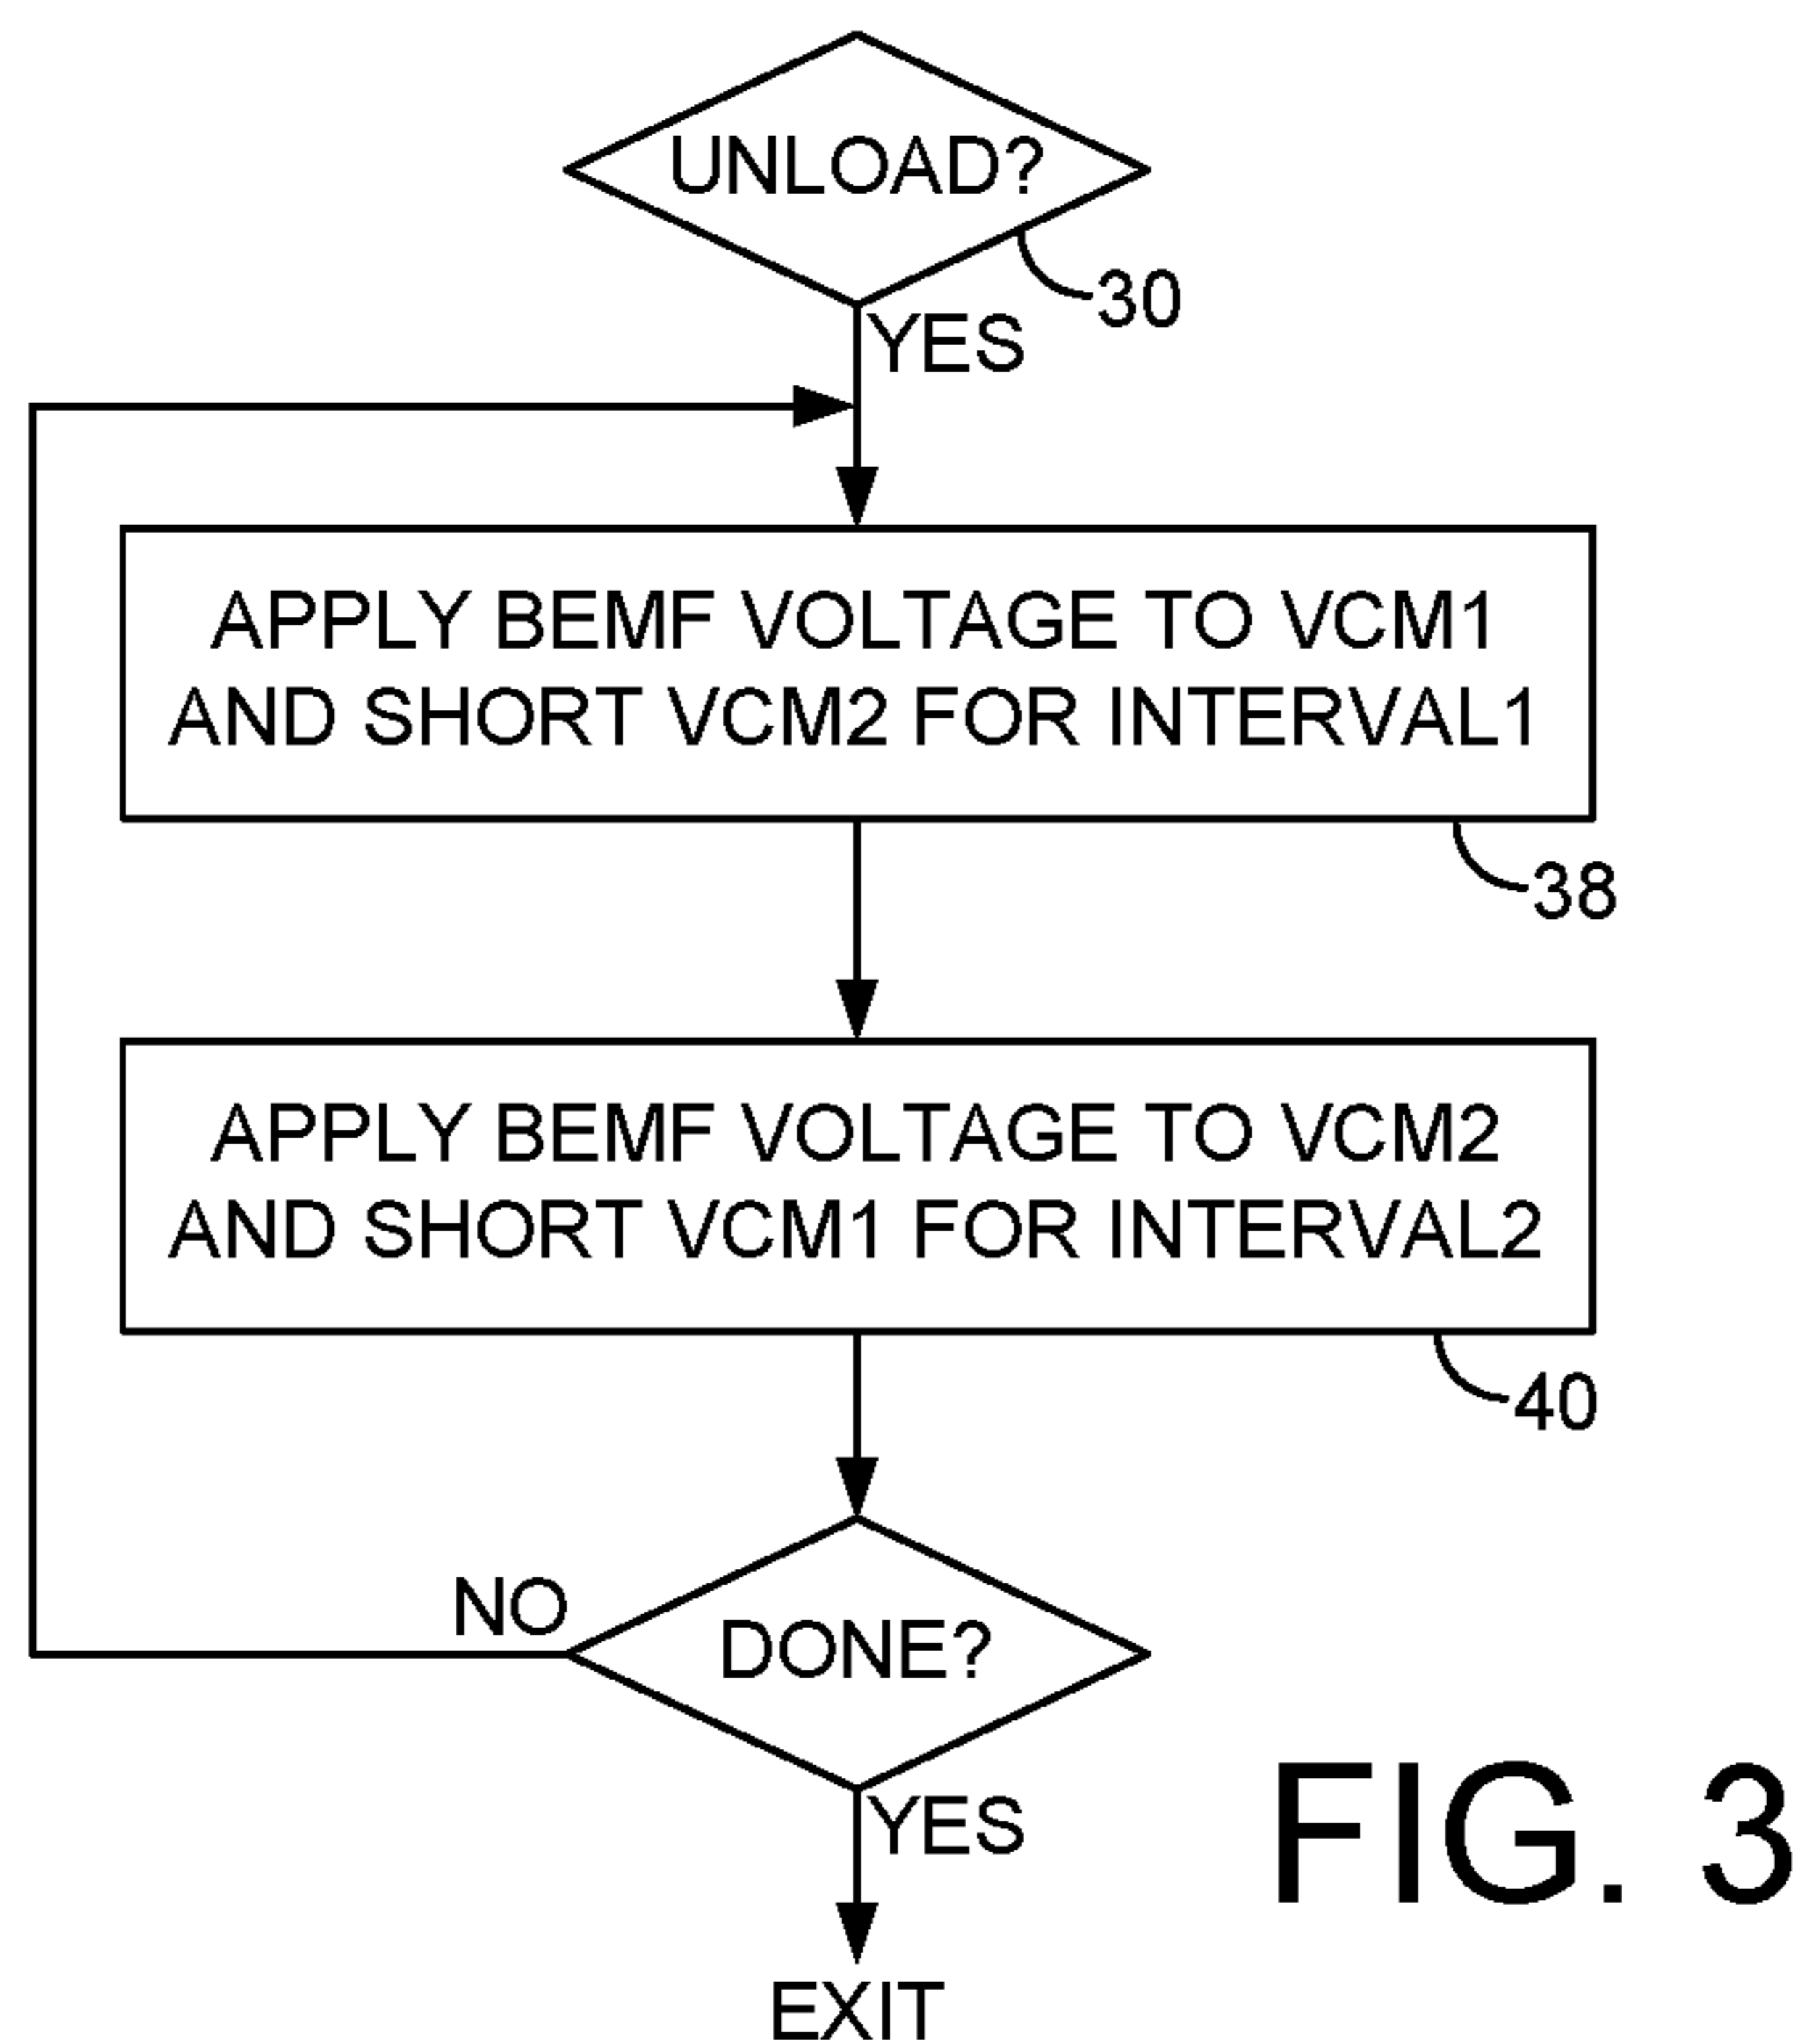 UNLOAD?
30
YES
APPLY BEMF VOLTAGE TO VCM1
AND SHORT VCM2 FOR INTERVAL1
38
APPLY BEMF VOLTAGE TO VCM2
AND SHORT VCM1 FOR INTERVAL2
40
NO
DONE?
YES
FIG. 3
EXIT